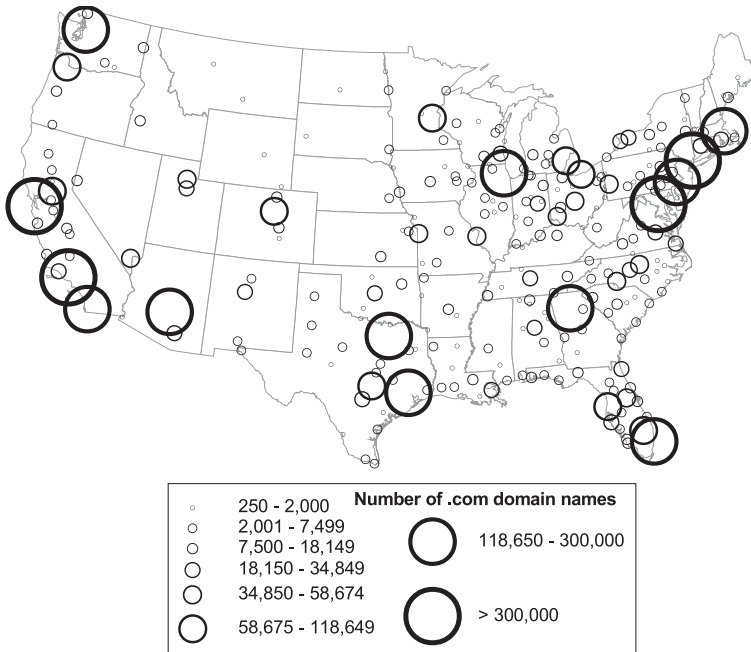 Number of .com domain names
250 - 2,000
2,001 - 7,499
7,500 - 18,149
18,150 - 34,849
34,850 - 58,674
58,675 - 118,649
118,650 - 300,000
> 300,000